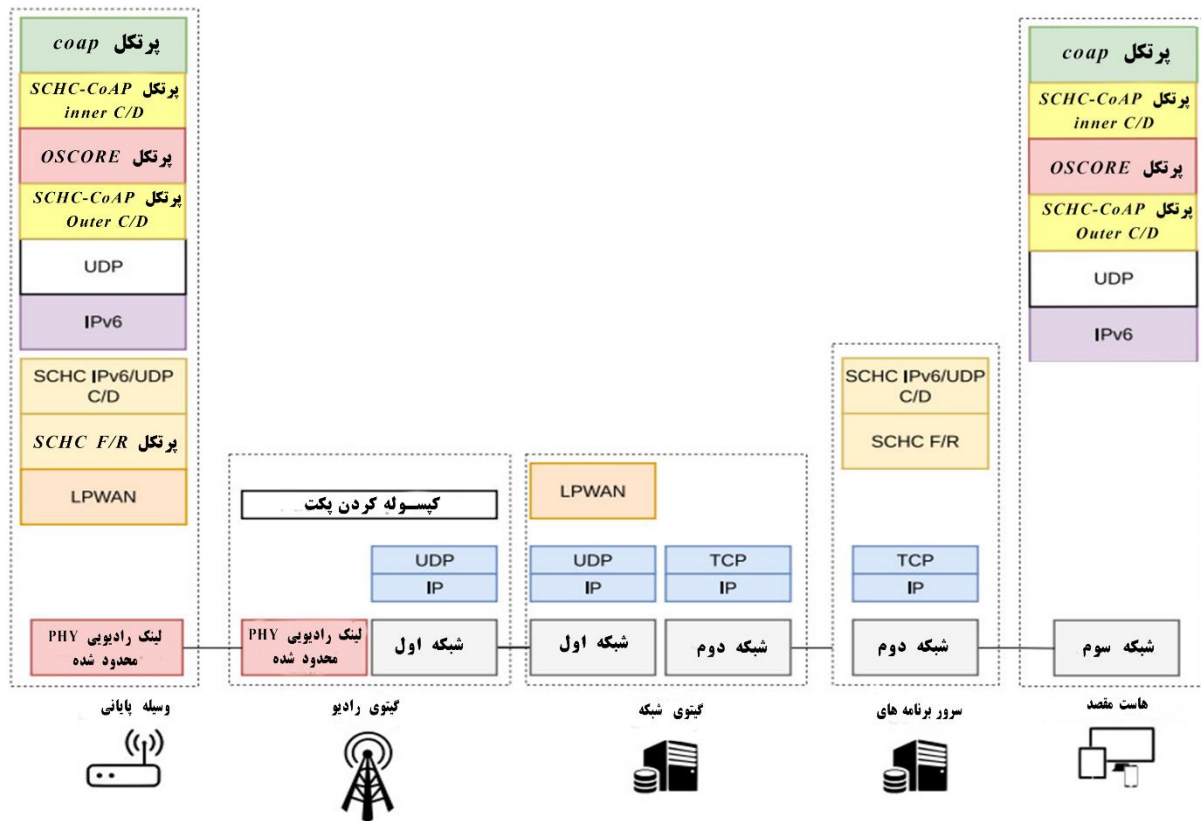 پرتکل coap
پرتکل SCHC-CoAP
inner C/D
پرتکل OSCORE
پرتکل SCHC-CoAP
Outer C/D
UDP
IPv6
SCHC IPv6/UDP
C/D
پرتکل SCHC F/R
LPWAN
لینک رادیویی PHY
محدود شده
وسیله پایانی
کپسوله کردن پکت
UDP
IP
لینک رادیویی PHY
محدود شده
شبکه اول
گیتوی رادیو
LPWAN
UDP
IP
TCP
IP
شبکه اول
شبکه دوم
گیتوی شبکه
SCHC IPv6/UDP
C/D
SCHC F/R
TCP
IP
شبکه دوم
سرور برنامه های
پرتکل coap
پرتکل SCHC-CoAP
inner C/D
پرتکل OSCORE
پرتکل SCHC-CoAP
Outer C/D
UDP
IPv6
شبکه سوم
هاست مقصد